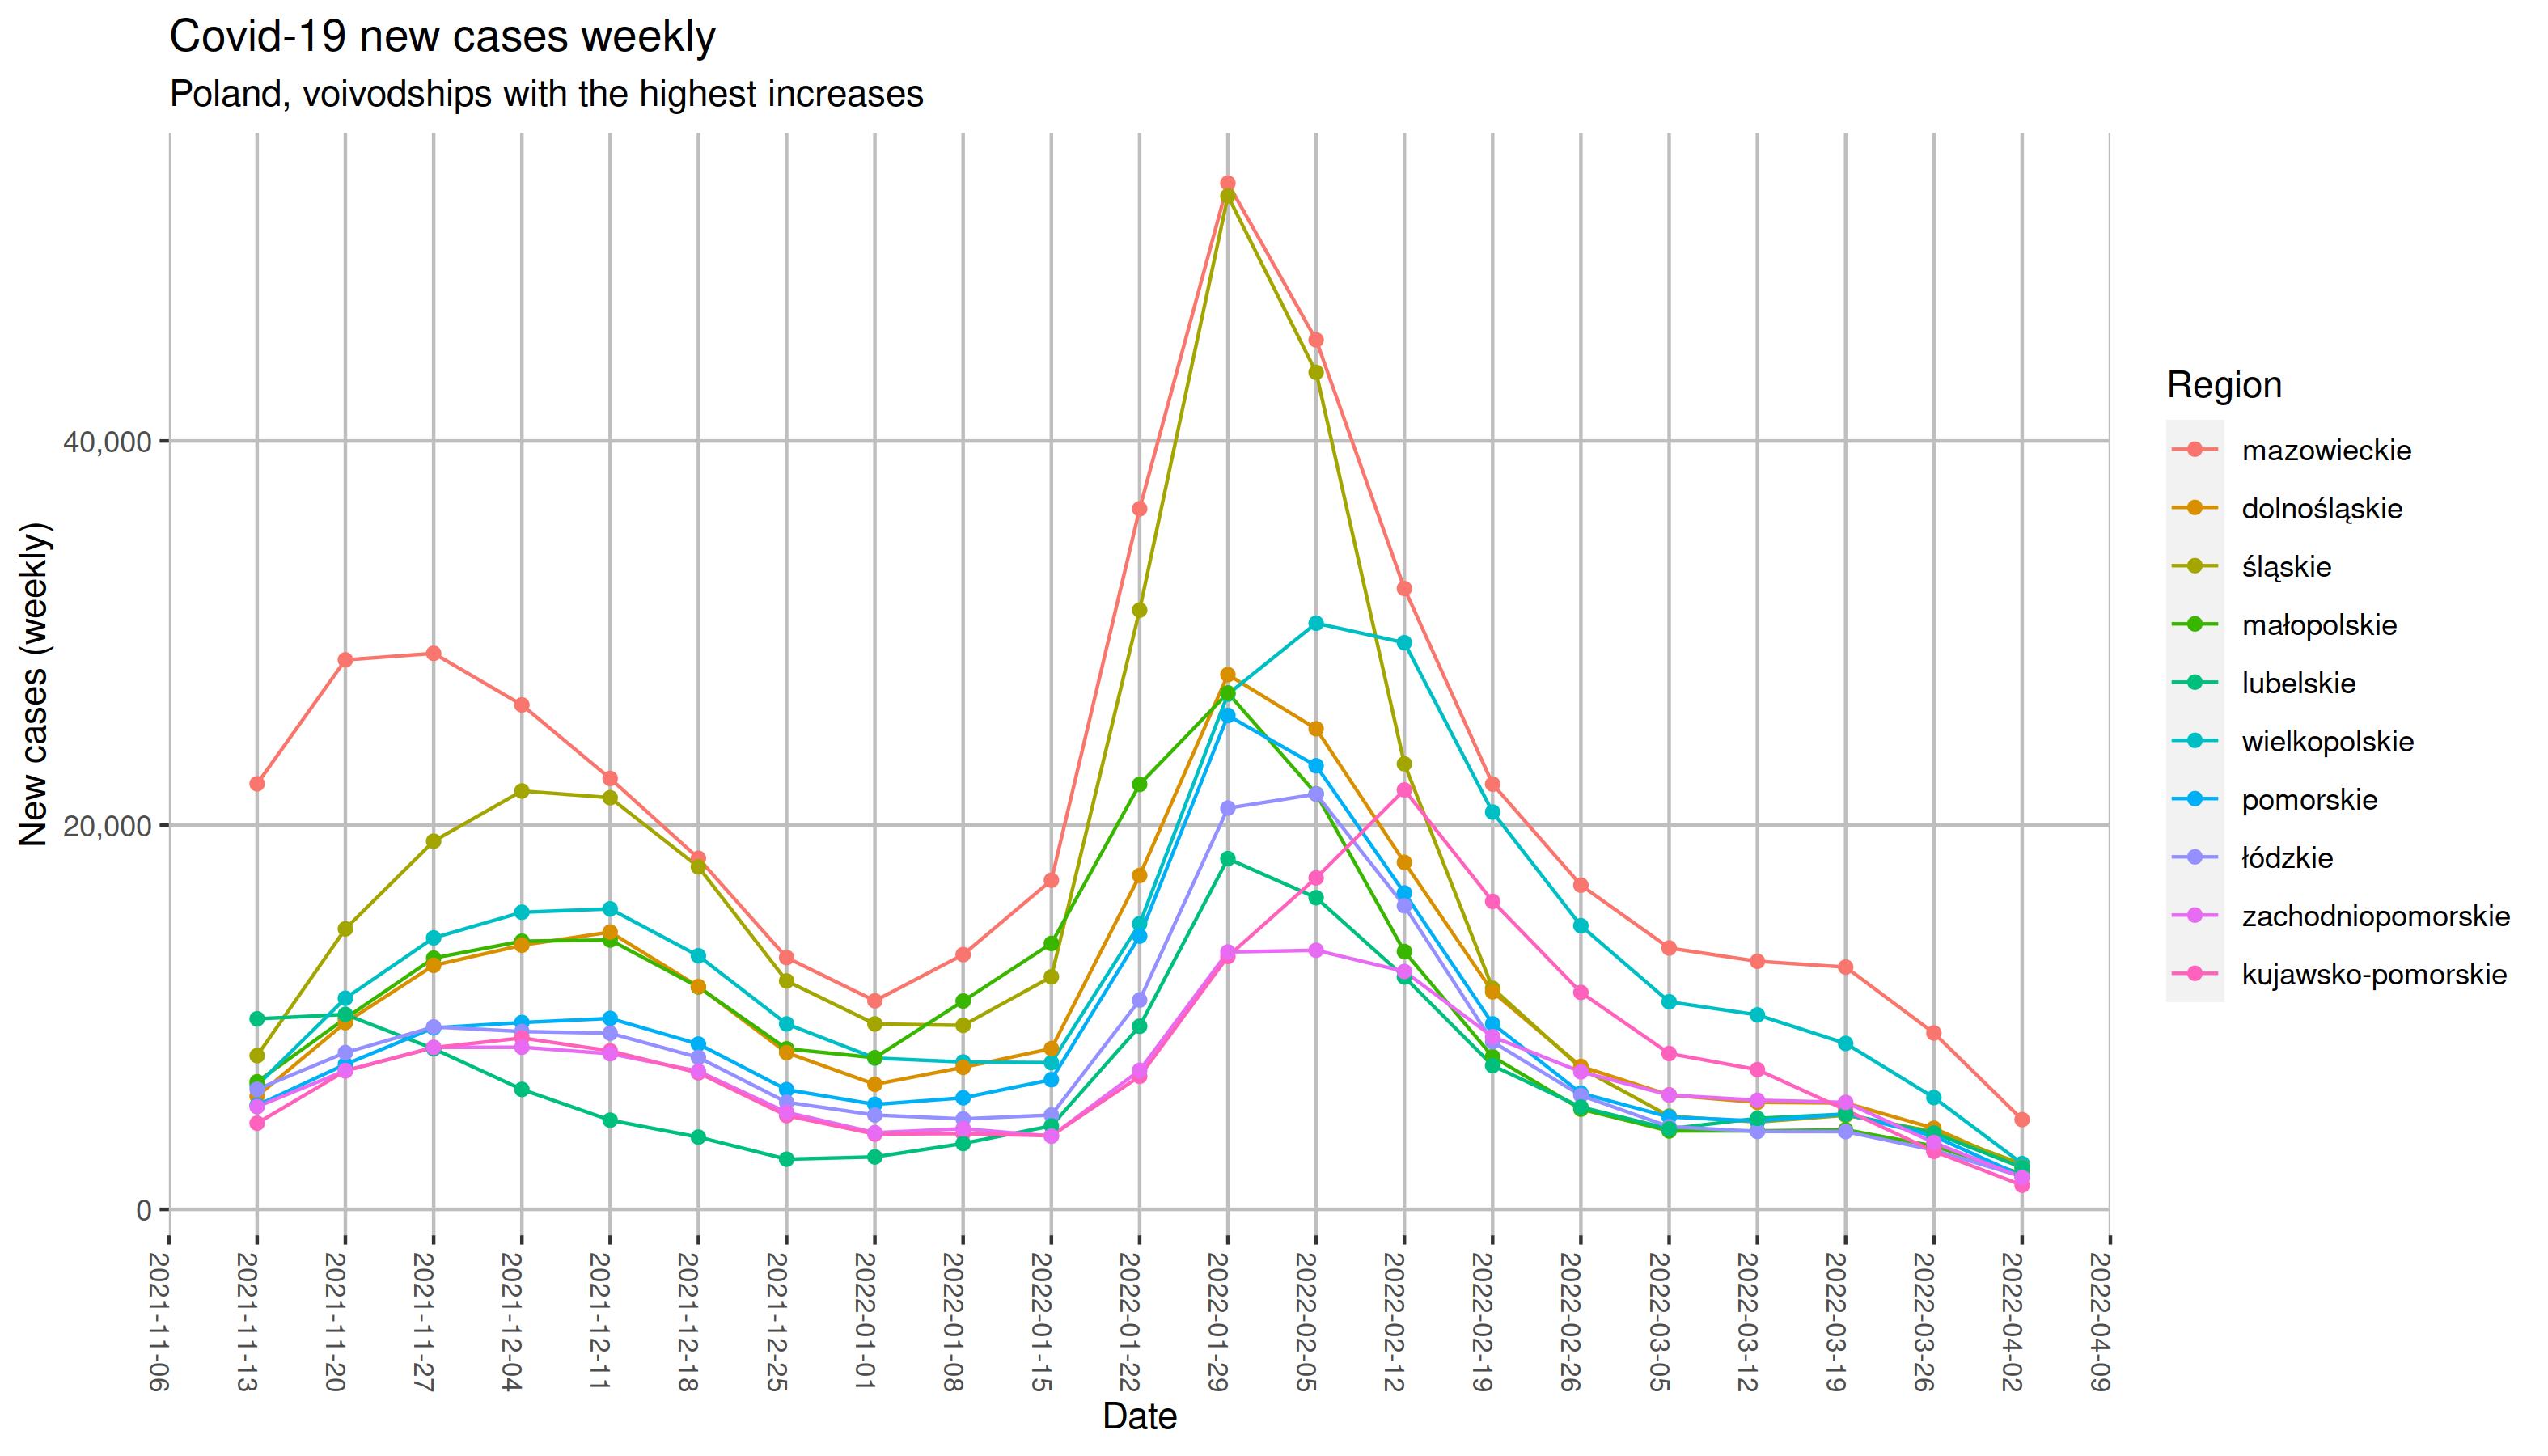 Covid-19 new cases weekly
Poland, voivodships with the highest increases
New cases (weekly)
40,000
20,000
0
2021-11-06
2021-11-13
2021-11-20
2021-11-27
2021-12-04
2021-12-11
2021-12-18
2021-12-25
2022-01-01
2022-01-08
2022-01-15
2022-01-22
2022-01-29
2022-02-05
2022-02-12
2022-02-19
2022-02-26
2022-03-05
2022-03-12
2022-03-19
2022-03-26
2022-04-02
2022-04-09
Date
Region
mazowieckie
dolnośląskie
śląskie
małopolskie
lubelskie
wielkopolskie
pomorskie
łódzkie
zachodniopomorskie
kujawsko-pomorskie